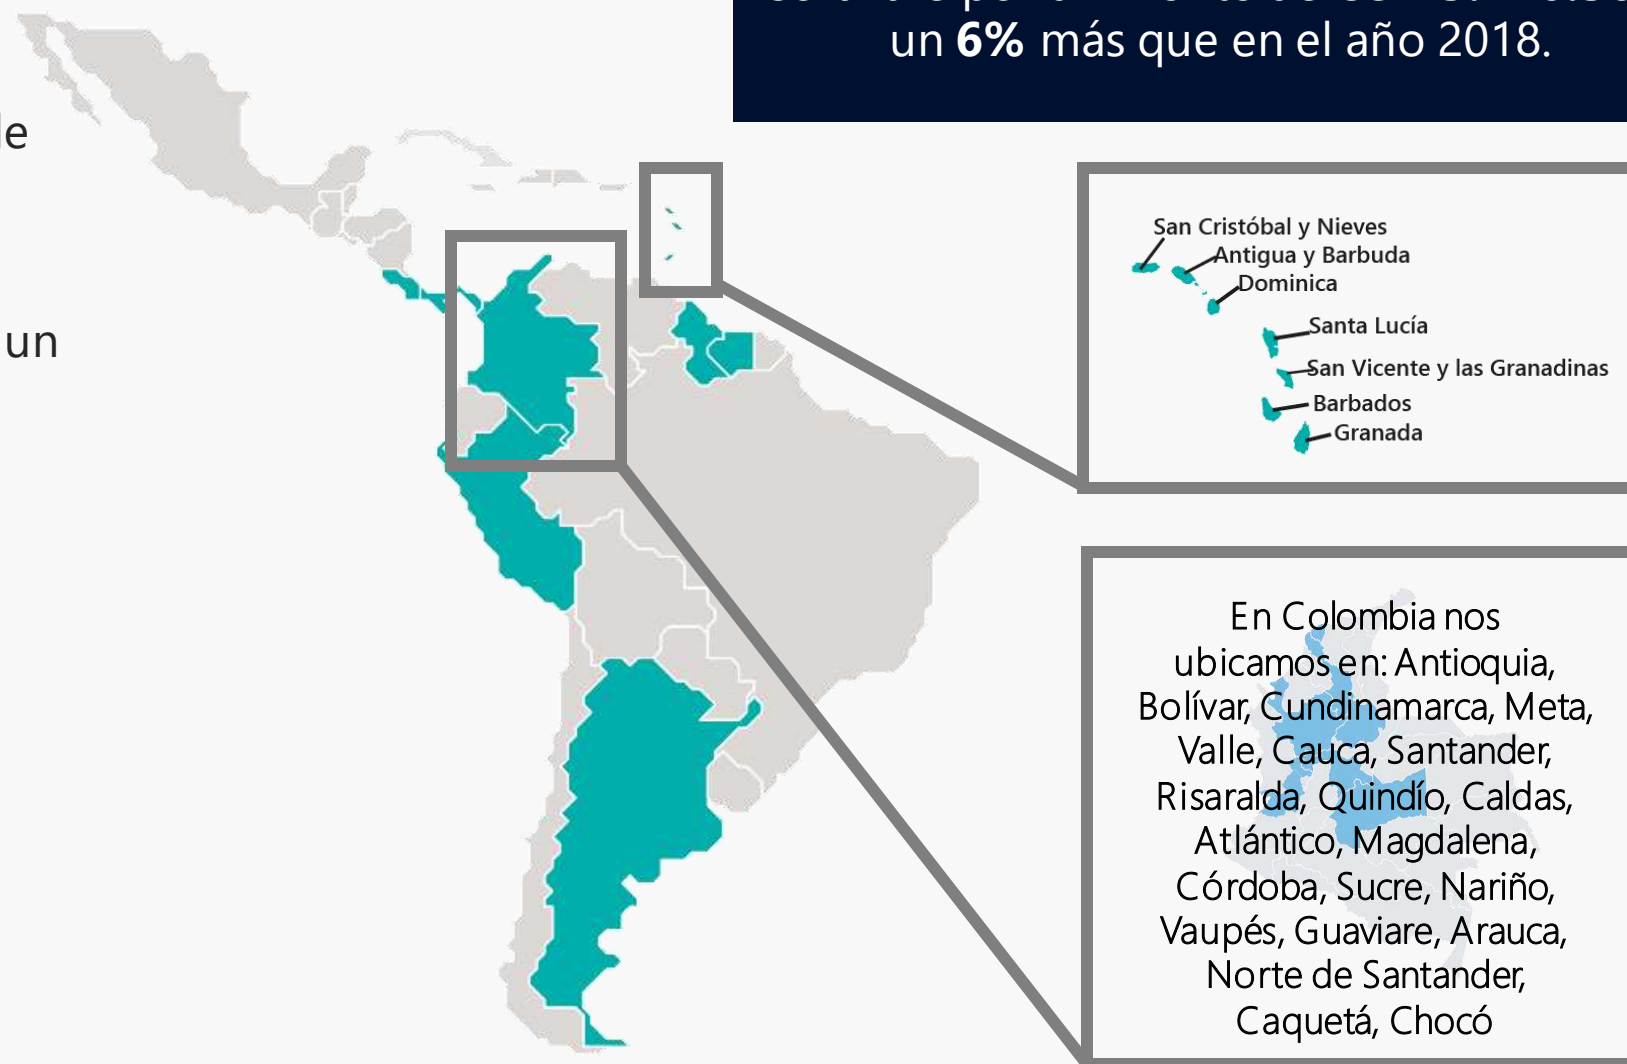 un 6% más que en el año 2018.
un
San Cristóbal y Nieves
Antigua y Barbuda
Dominica
Santa Lucía
San Vicente y las Granadinas
Barbados
Granada
En Colombia nos
ubicamos en: Antioquia,
Bolívar, Cundinamarca, Meta,
Valle, Cauca, Santander,
Risaralda, Quindío, Caldas,
Atlántico, Magdalena,
Córdoba, Sucre, Nariño,
Vaupés, Guaviare, Arauca,
Norte de Santander,
Caquetá, Chocó